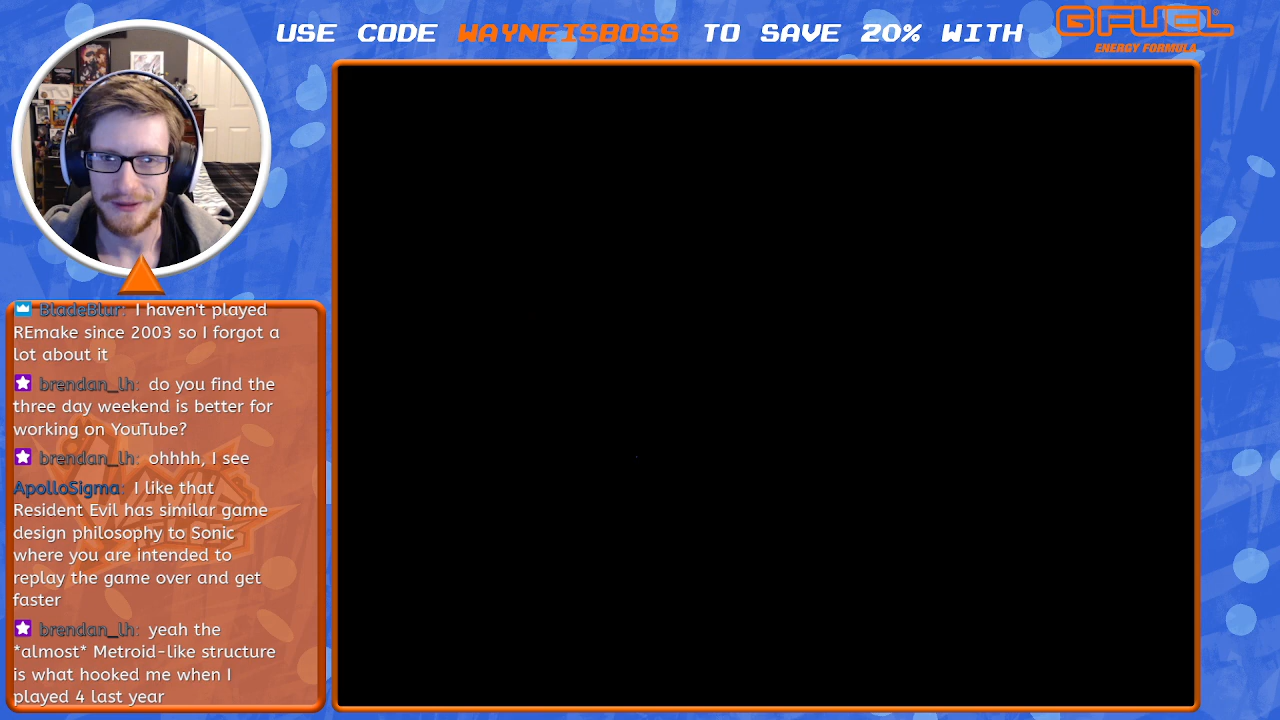 USE CODE WAYNEISBOSS TO SAVE 20% WITH
G FUEL®
ENERGY FORMULA
BladeBlur: I haven't played
REmake since 2003 so I forgot a
lot about it
brendan_lh: do you find the
three day weekend is better for
working on YouTube?
brendan_lh: ohhhh, I see
ApolloSigma: I like that
Resident Evil has similar game
design philosophy to Sonic
where you are intended to
replay the game over and get
faster
brendan_lh: yeah the
*almost* Metroid-like structure
is what hooked me when I
played 4 last year